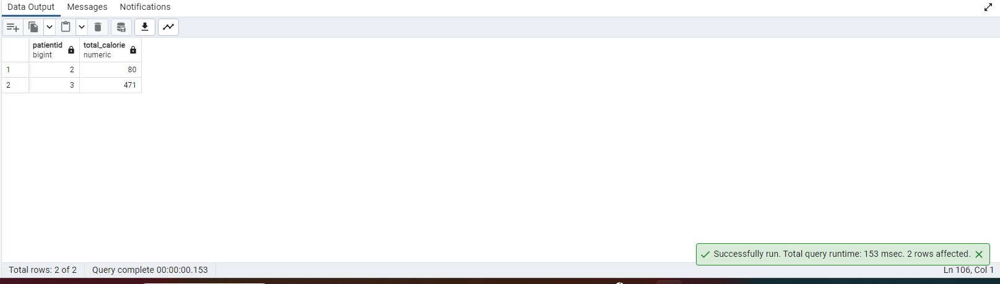 Data Output Messages Notifications
patientid total_calorie
bigint numeric
1 2 80
2 3 471
Successfully run. Total query runtime: 153 msec. 2 rows affected.
Total rows: 2 of 2 Query complete 00:00:00.153 Ln 106, Col 1